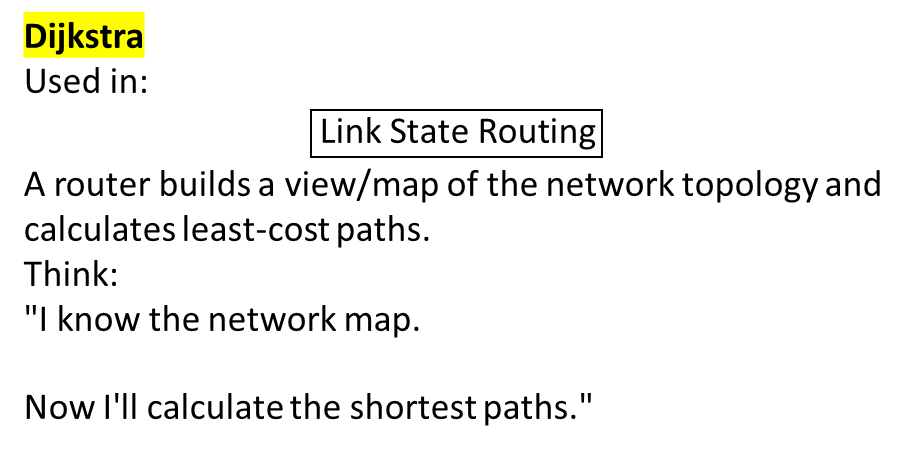 Dijkstra
Used in:
Link State Routing
A router builds a view/map of the network topology and
calculates least-cost paths.
Think:
"I know the network map.
Now I'll calculate the shortest paths."